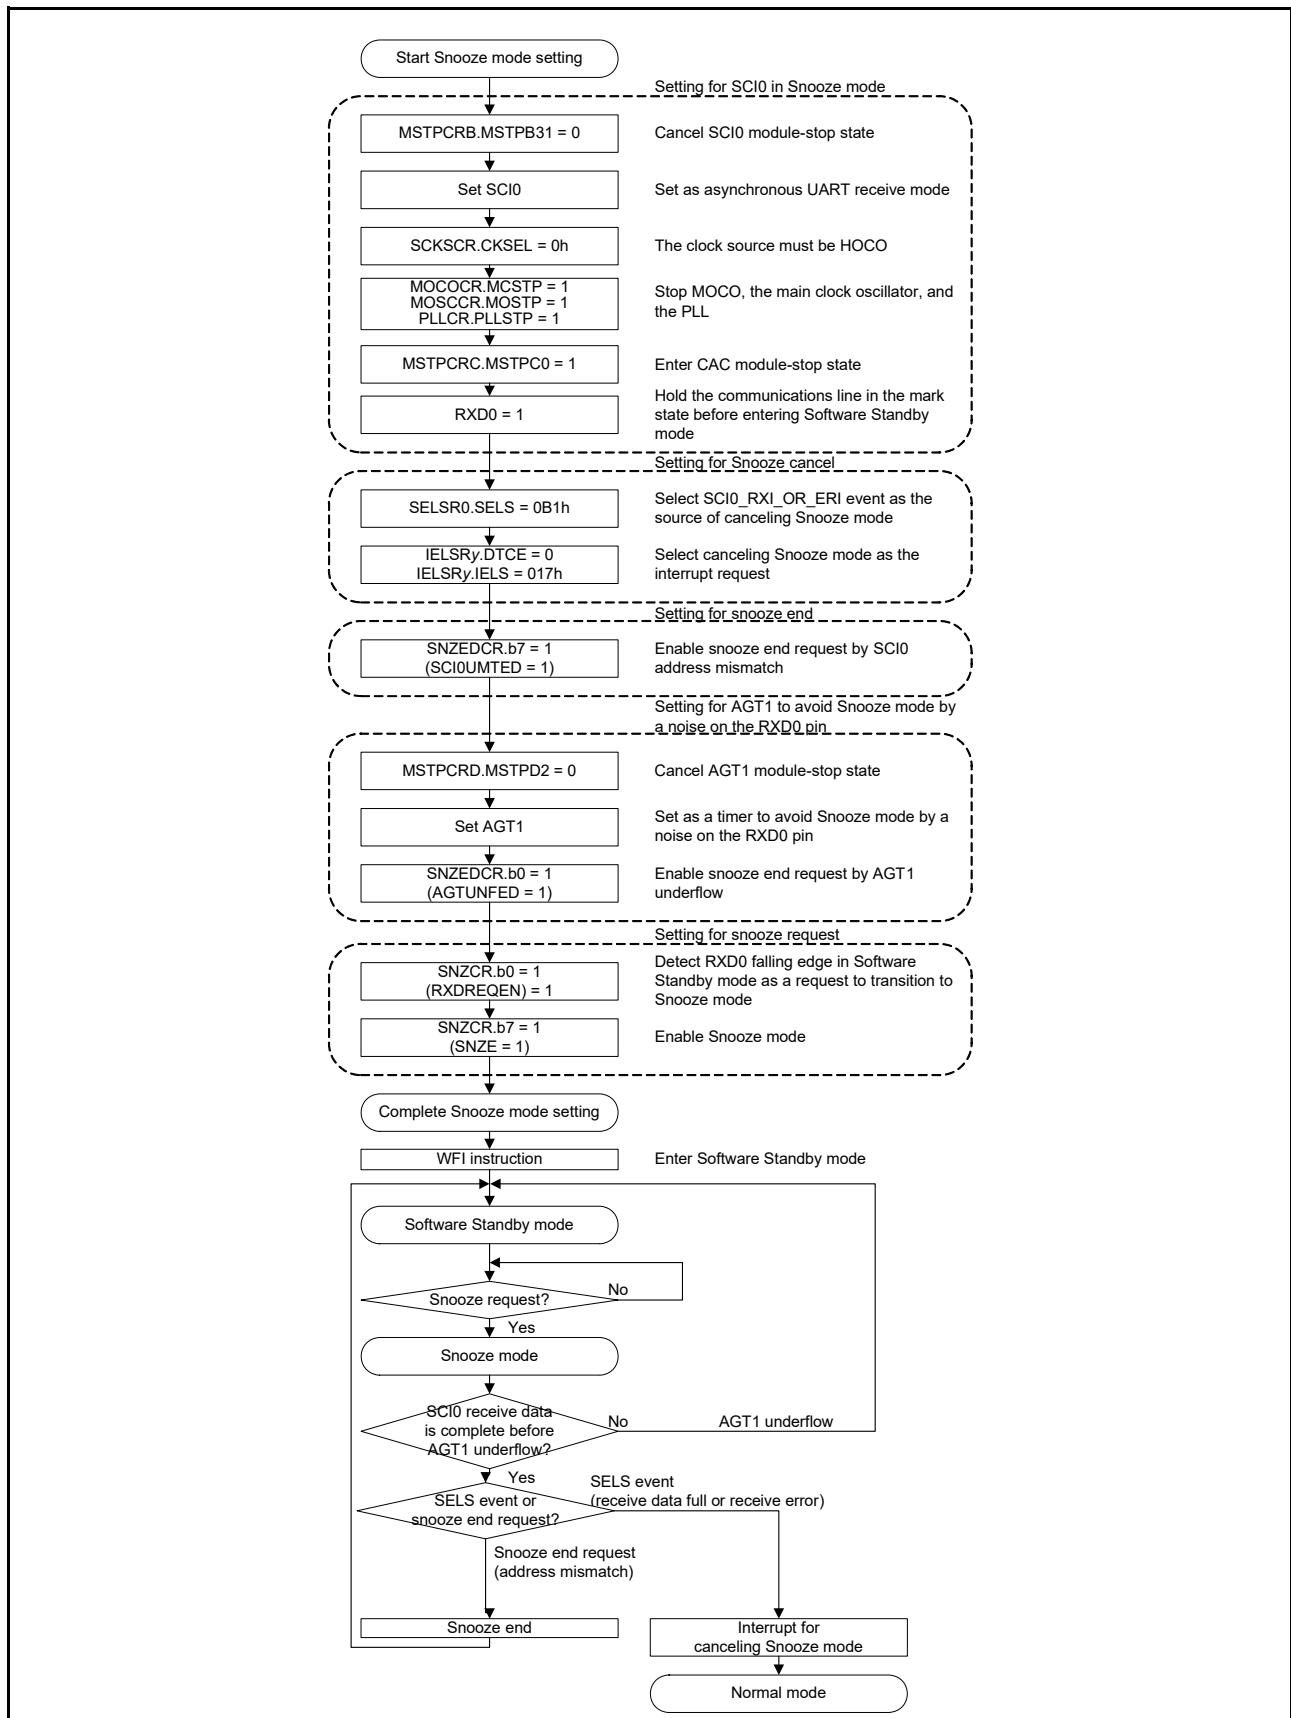 Start Snooze mode setting
Setting for SCI0 in Snooze mode
MSTPCRB.MSTPB31 = 0
Cancel SCI0 module-stop state
Set SCI0
Set as asynchronous UART receive mode
SCKSCR.CKSEL = 0h
The clock source must be HOCO
MOCOCR.MCSTP = 1
MOSCCR.MOSTP = 1
PLLCR.PLLSTP = 1
Stop MOCO, the main clock oscillator, and
the PLL
MSTPCRC.MSTPC0 = 1
Enter CAC module-stop state
RXD0 = 1
Hold the communications line in the mark
state before entering Software Standby
mode
Setting for Snooze cancel
SELSR0.SELS = 0B1h
Select SCI0_RXI_OR_ERI event as the
source of canceling Snooze mode
IELSRy.DTCE = 0
IELSRy.IELS = 017h
Select canceling Snooze mode as the
interrupt request
Setting for snooze end
SNZEDCR.b7 = 1
(SCI0UMTED = 1)
Enable snooze end request by SCI0
address mismatch
Setting for AGT1 to avoid Snooze mode by
a noise on the RXD0 pin
MSTPCRD.MSTPD2 = 0
Cancel AGT1 module-stop state
Set AGT1
Set as a timer to avoid Snooze mode by a
noise on the RXD0 pin
SNZEDCR.b0 = 1
(AGTUNFED = 1)
Enable snooze end request by AGT1
underflow
Setting for snooze request
SNZCR.b0 = 1
(RXDREQEN) = 1
Detect RXD0 falling edge in Software
Standby mode as a request to transition to
Snooze mode
SNZCR.b7 = 1
(SNZE = 1)
Enable Snooze mode
Complete Snooze mode setting
WFI instruction
Enter Software Standby mode
Software Standby mode
Snooze request?
No
Yes
Snooze mode
SCI0 receive data
is complete before
AGT1 underflow?
No
AGT1 underflow
Yes
SELS event or
snooze end request?
SELS event
(receive data full or receive error)
Snooze end request
(address mismatch)
Snooze end
Interrupt for
canceling Snooze mode
Normal mode